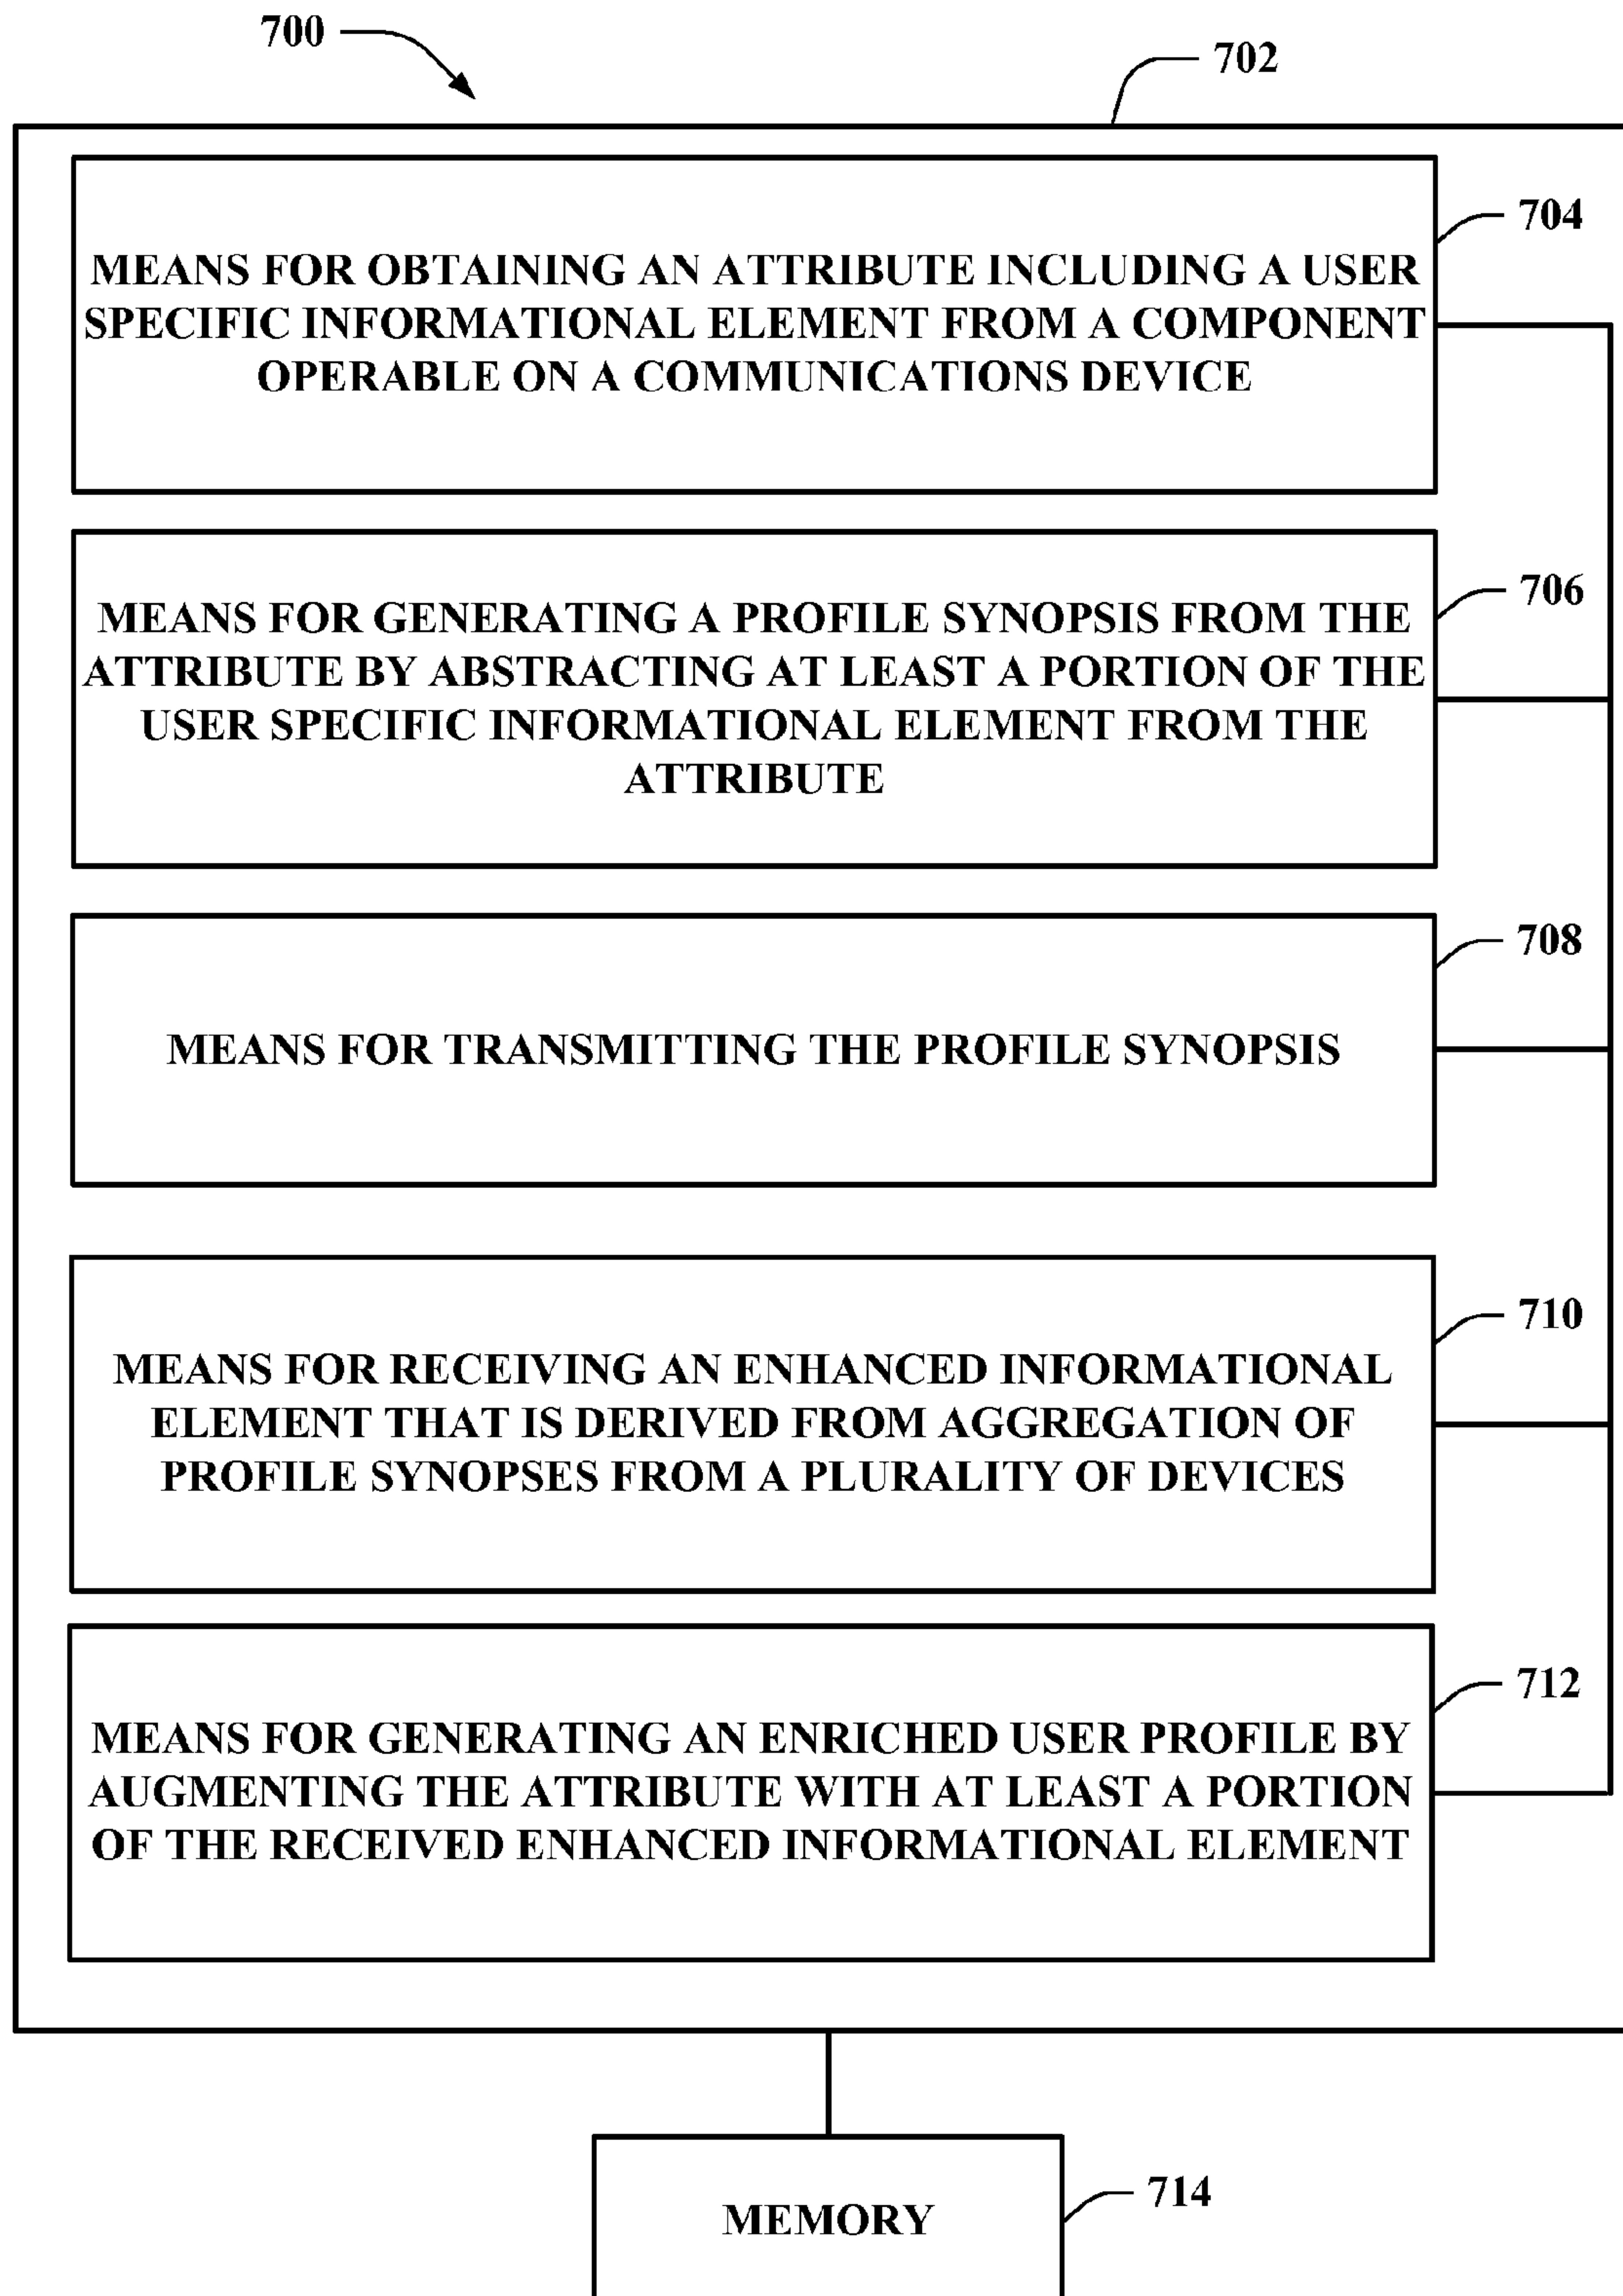 700
702
704
MEANS FOR OBTAINING AN ATTRIBUTE INCLUDING A USER
SPECIFIC INFORMATIONAL ELEMENT FROM A COMPONENT
OPERABLE ON A COMMUNICATIONS DEVICE
706
MEANS FOR GENERATING A PROFILE SYNOPSIS FROM THE
ATTRIBUTE BY ABSTRACTING AT LEAST A PORTION OF THE
USER SPECIFIC INFORMATIONAL ELEMENT FROM THE
ATTRIBUTE
708
MEANS FOR TRANSMITTING THE PROFILE SYNOPSIS
710
MEANS FOR RECEIVING AN ENHANCED INFORMATIONAL
ELEMENT THAT IS DERIVED FROM AGGREGATION OF
PROFILE SYNOPSES FROM A PLURALITY OF DEVICES
712
MEANS FOR GENERATING AN ENRICHED USER PROFILE BY
AUGMENTING THE ATTRIBUTE WITH AT LEAST A PORTION
OF THE RECEIVED ENHANCED INFORMATIONAL ELEMENT
714
MEMORY